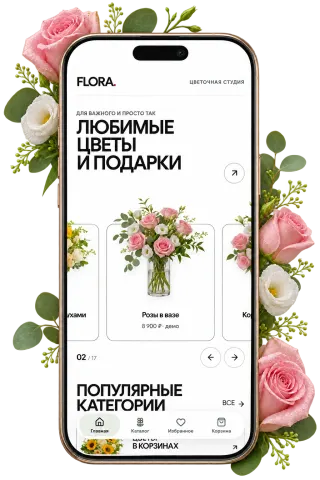 FLORA.
ЦВЕТОЧНАЯ СТУДИЯ
ДЛЯ ВАЖНОГО И ПРОСТО ТАК
ЛЮБИМЫЕ
ЦВЕТЫ
И ПОДАРКИ
Розы в вазе
8 900 ₽ · демо
02 / 17
ПОПУЛЯРНЫЕ
КАТЕГОРИИ
ВСЕ →
В КОРЗИНАХ
Главная
Каталог
Избранное
Корзина